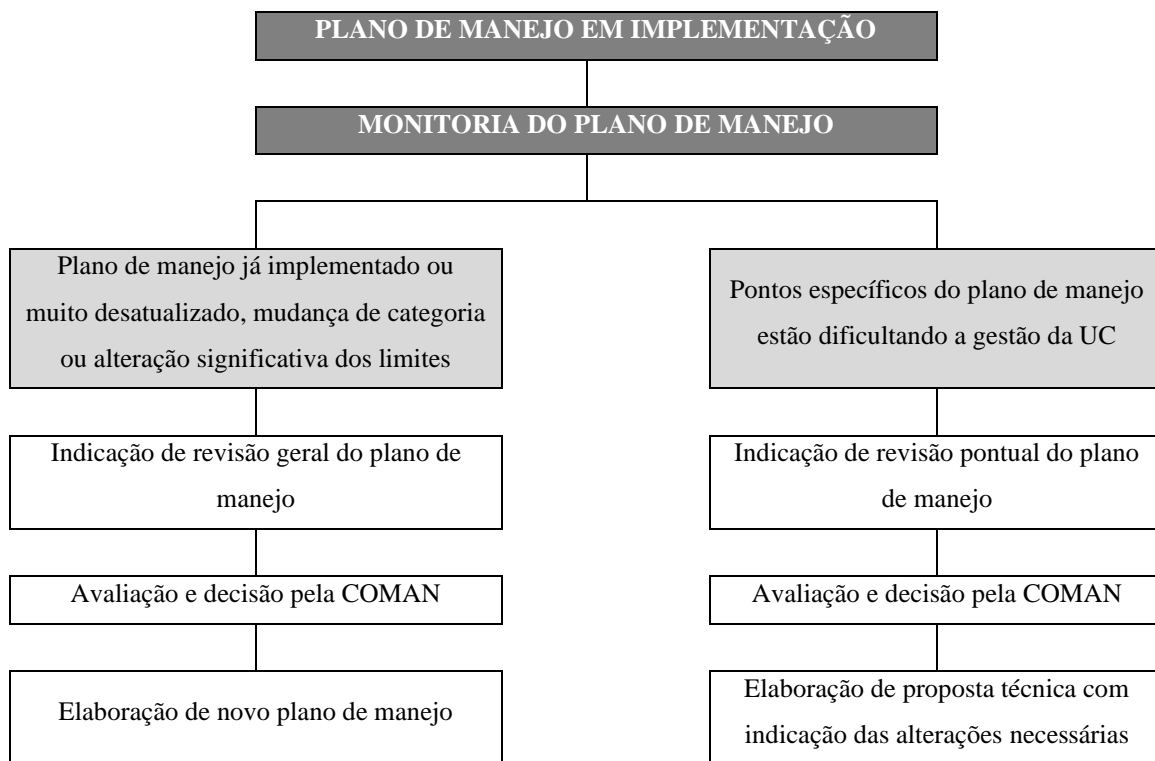 PLANO DE MANEJO EM IMPLEMENTAÇÃO
MONITORIA DO PLANO DE MANEJO
Plano de manejo já implementado ou
muito desatualizado, mudança de categoria
ou alteração significativa dos limites
Pontos específicos do plano de manejo
estão dificultando a gestão da UC
Indicação de revisão geral do plano de
manejo
Indicação de revisão pontual do plano
de manejo
Avaliação e decisão pela COMAN
Avaliação e decisão pela COMAN
Elaboração de novo plano de manejo
Elaboração de proposta técnica com
indicação das alterações necessárias